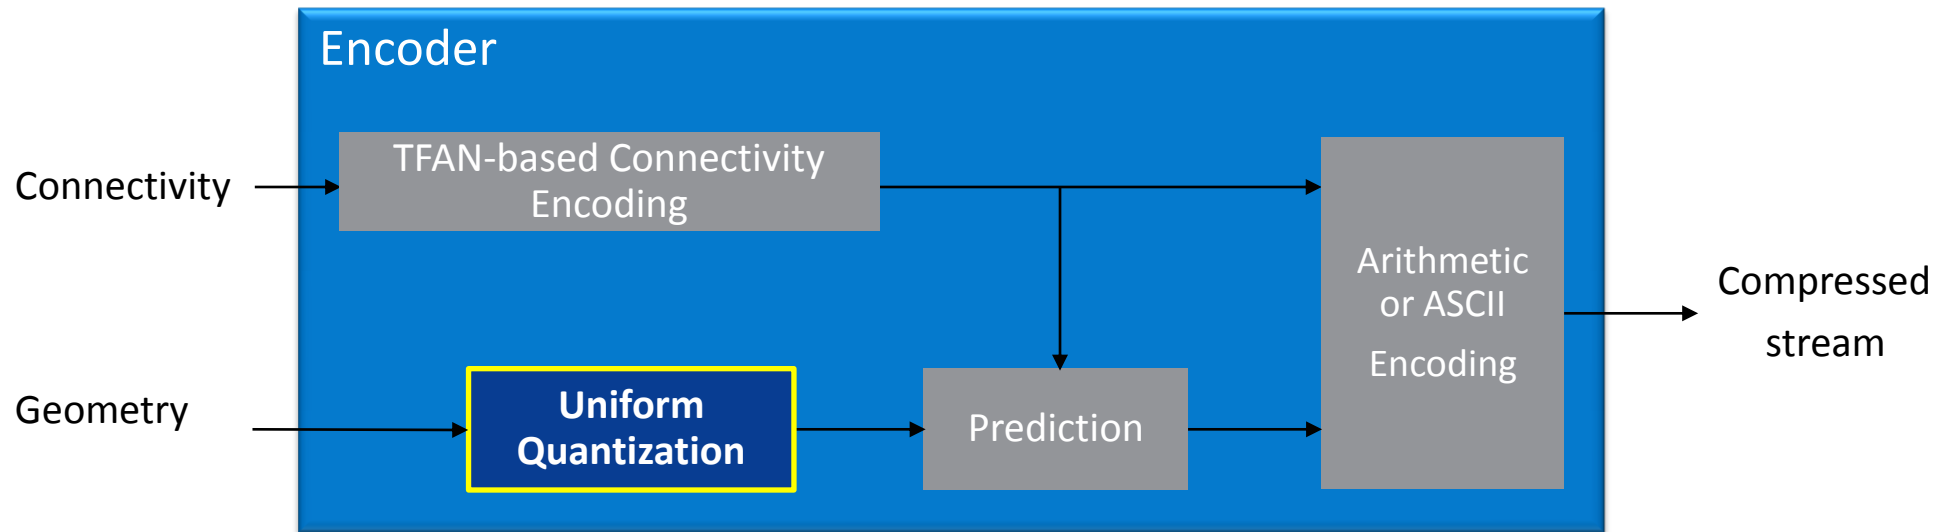 Encoder
Connectivity
TFAN-based Connectivity
Encoding
Arithmetic
or ASCII
Encoding
Compressed
stream
Geometry
Uniform
Quantization
Prediction